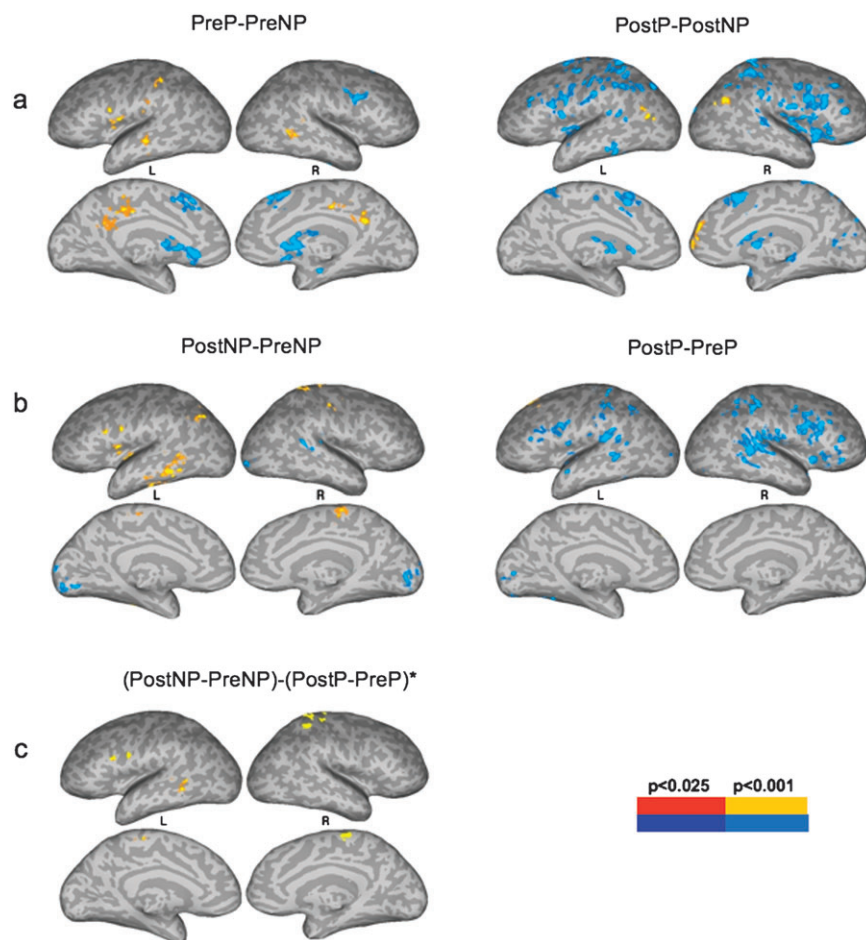 PreP-PreNP
PostP-PostNP
a
L
R
L
R
PostNP-PreNP
PostP-PreP
b
L
R
L
R
(PostNP-PreNP)-(PostP-PreP)*
c
L
R
p<0.025 p<0.001